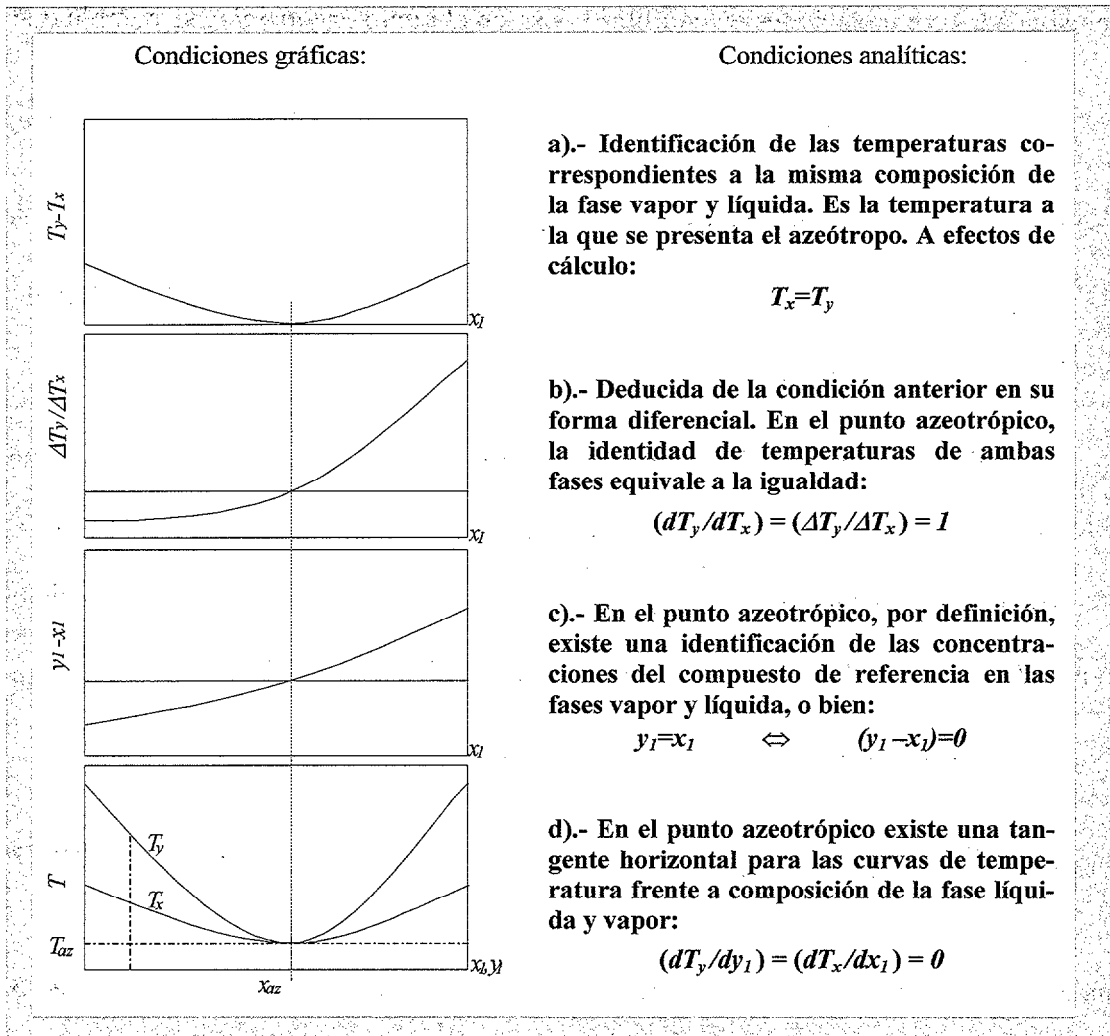 Condiciones gráficas:
Condiciones analíticas:
Ty-Tx
x1
ΔTy/ΔTx
x1
y1-x1
x1
T
Ty
Tx
Taz
x1,y1
xaz
a).- Identificación de las temperaturas co-
rrespondientes a la misma composición de
la fase vapor y líquida. Es la temperatura a
la que se presenta el azeótropo. A efectos de
cálculo:
Tx=Ty
b).- Deducida de la condición anterior en su
forma diferencial. En el punto azeotrópico,
la identidad de temperaturas de ambas
fases equivale a la igualdad:
(dTy/dTx) = (ΔTy/ΔTx) = 1
c).- En el punto azeotrópico, por definición,
existe una identificación de las concentra-
ciones del compuesto de referencia en las
fases vapor y líquida, o bien:
y1=x1 ⇔ (y1–x1)=0
d).- En el punto azeotrópico existe una tan-
gente horizontal para las curvas de tempe-
ratura frente a composición de la fase líqui-
da y vapor:
(dTy/dy1) = (dTx/dx1) = 0